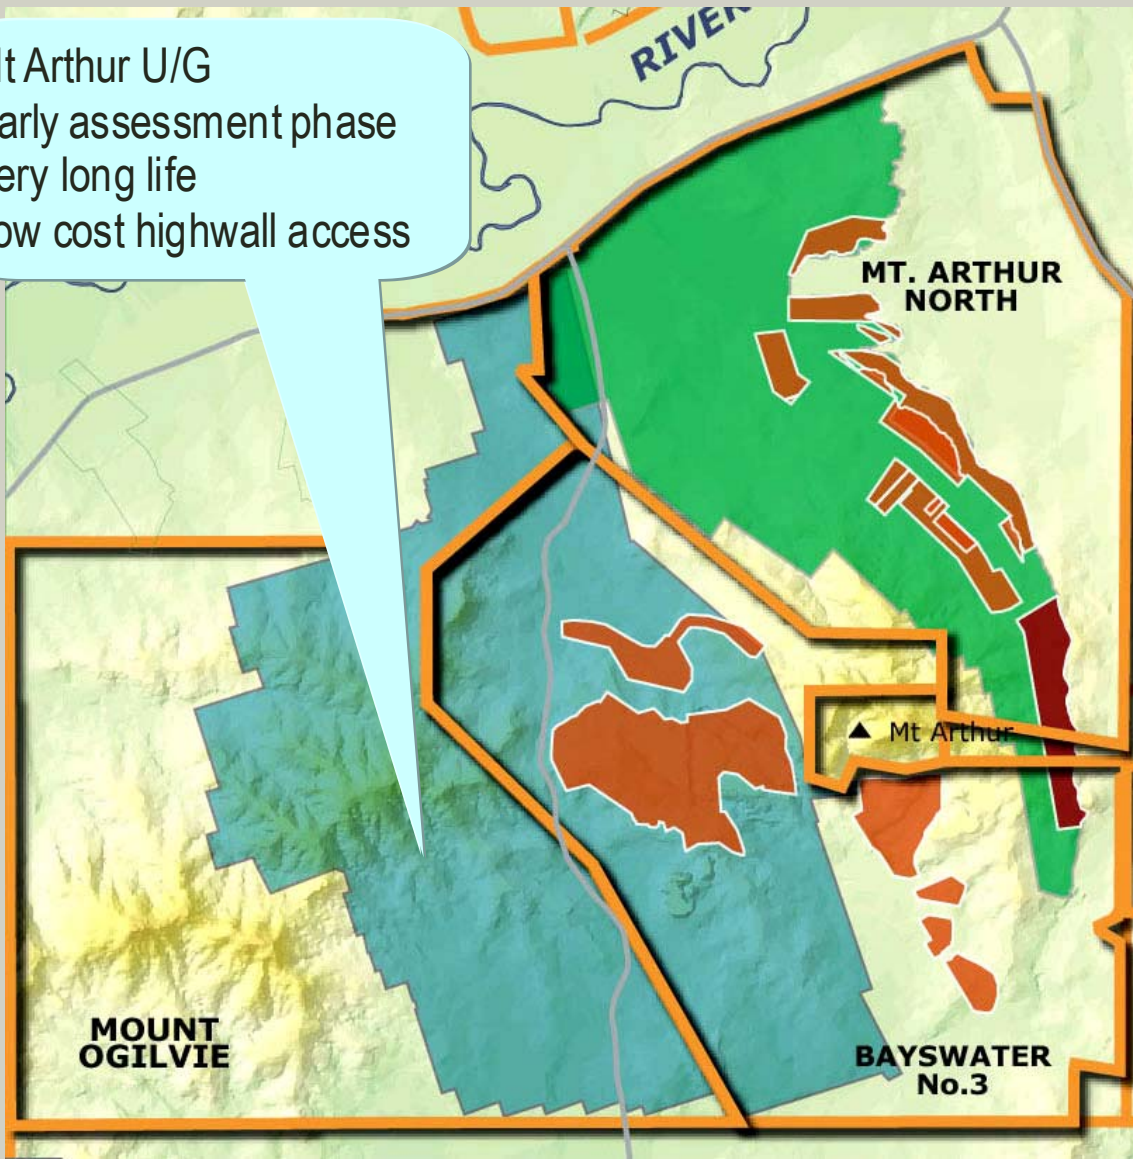 t Arthur U/G
arly assessment phase
ery long life
ow cost highwall access
RIVER
MT. ARTHUR
NORTH
Mt Arthur
MOUNT
OGILVIE
BAYSWATER
No.3